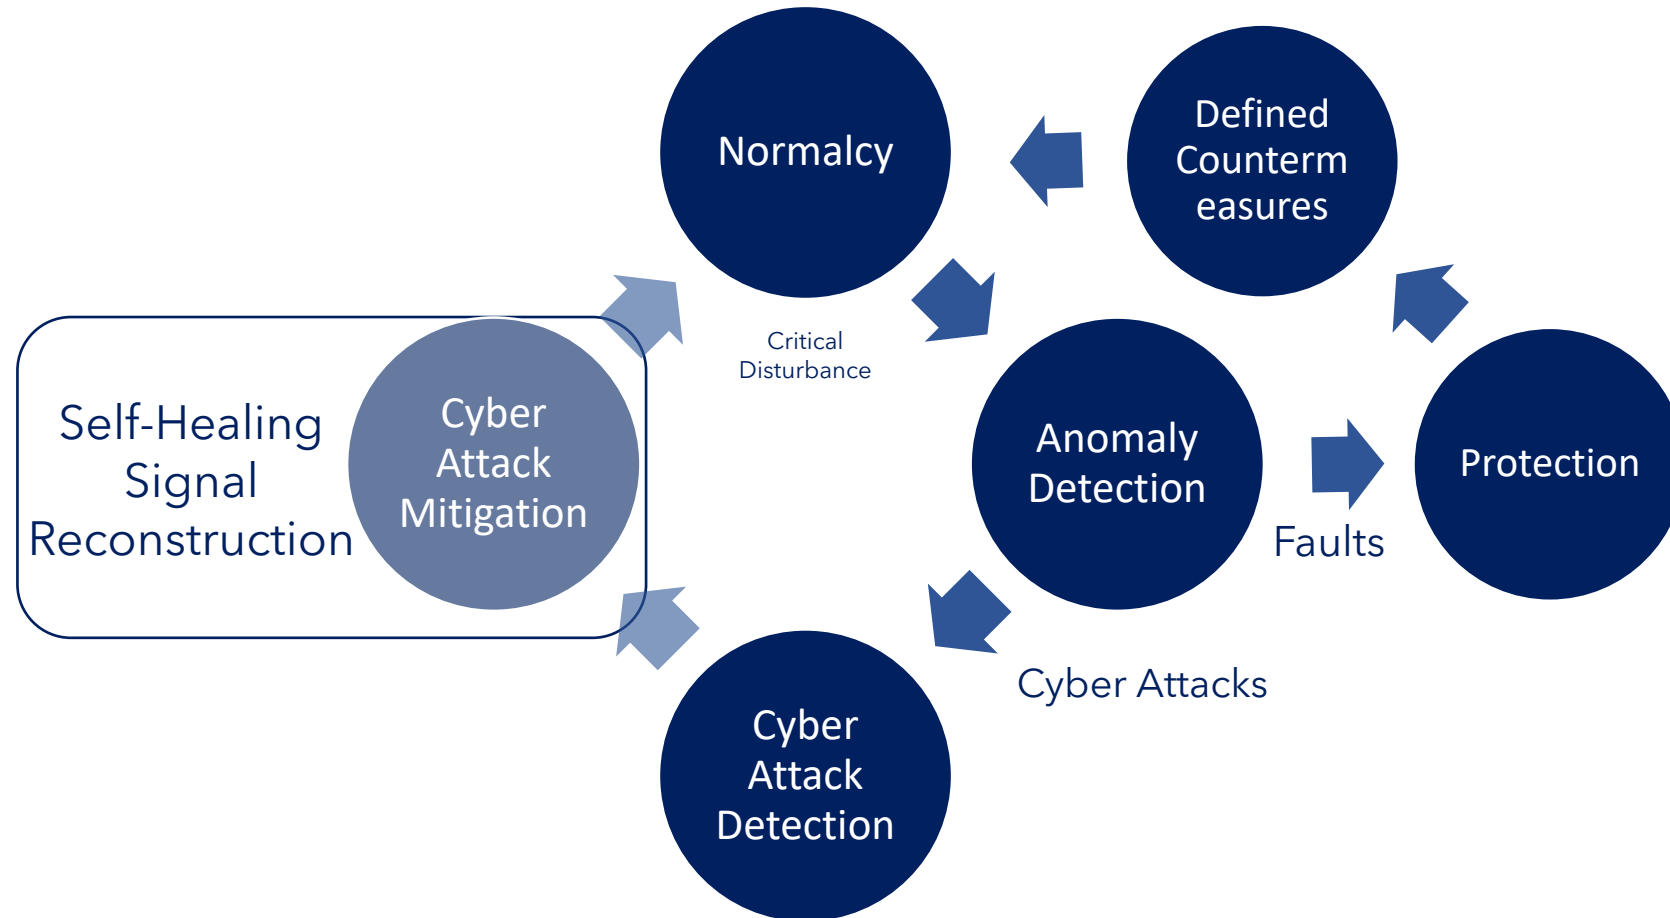 Normalcy
Defined
Counterm
easures
Critical
Disturbance
Self-Healing
Signal
Reconstruction
Cyber
Attack
Mitigation
Anomaly
Detection
Faults
Protection
Cyber Attacks
Cyber
Attack
Detection